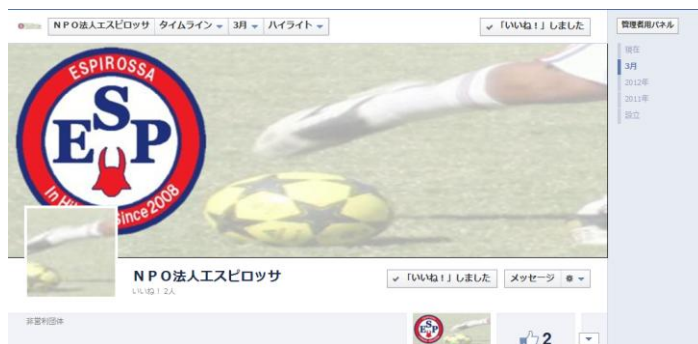 NPO法人エスピロッサ タイムライン 3月 ハイライト 「いいね!」しました 管理者用パネル
現在
3月
2012年
2011年
設立
ESPIROSSA
ESP
Since 2008
NPO法人エスピロッサ
いいね! 2人
「いいね!」しました メッセージ
非営利団体
2